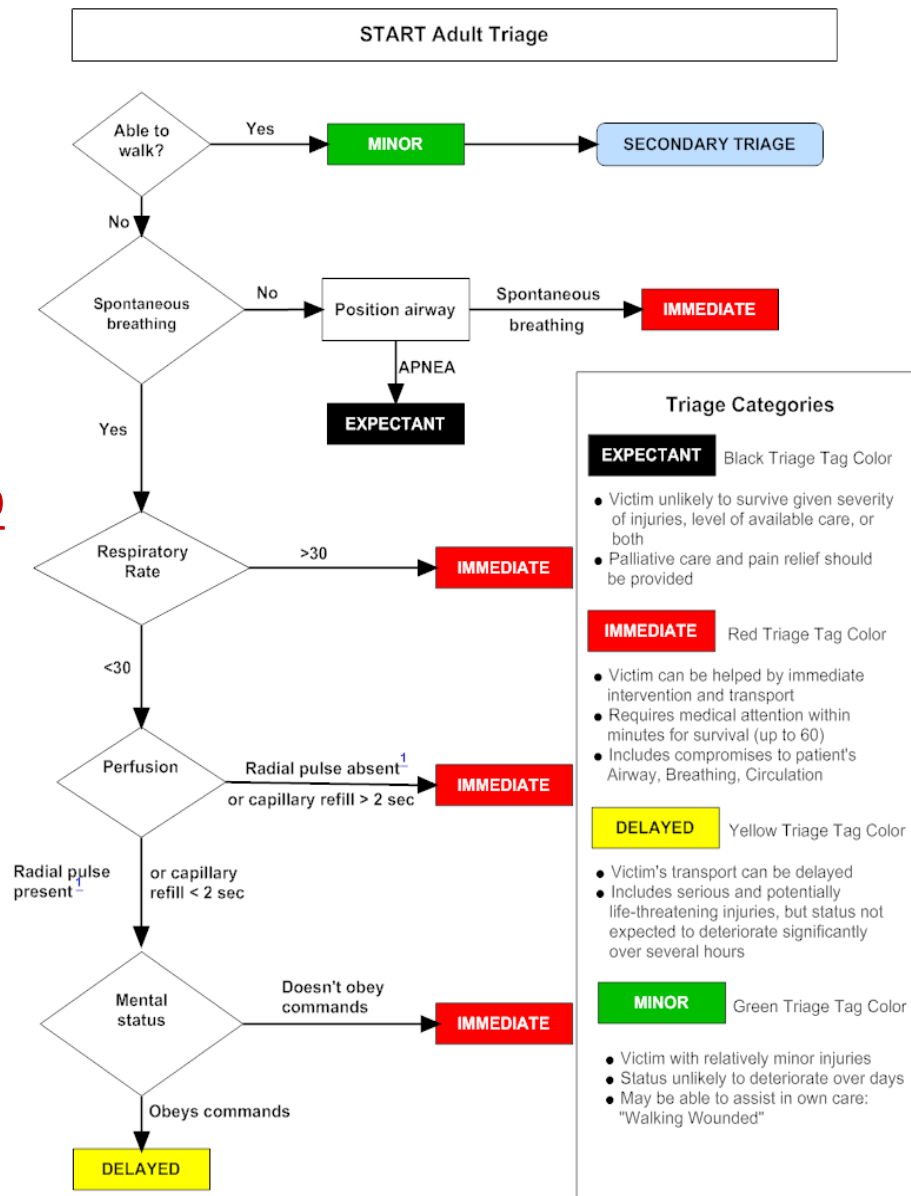 START Adult Triage
Able to
walk?
Yes
MINOR
SECONDARY TRIAGE
No
Spontaneous
breathing
No
Position airway
Spontaneous
breathing
IMMEDIATE
APNEA
EXPECTANT
Yes
Respiratory
Rate
>30
IMMEDIATE
<30
Perfusion
Radial pulse absent1
or capillary refill > 2 sec
IMMEDIATE
Radial pulse
present1
or capillary
refill < 2 sec
Mental
status
Doesn't obey
commands
IMMEDIATE
Obeys commands
DELAYED
Triage Categories
EXPECTANT Black Triage Tag Color
● Victim unlikely to survive given severity
of injuries, level of available care, or
both
● Palliative care and pain relief should
be provided
IMMEDIATE Red Triage Tag Color
● Victim can be helped by immediate
intervention and transport
● Requires medical attention within
minutes for survival (up to 60)
● Includes compromises to patient's
Airway, Breathing, Circulation
DELAYED Yellow Triage Tag Color
● Victim's transport can be delayed
● Includes serious and potentially
life-threatening injuries, but status not
expected to deteriorate significantly
over several hours
MINOR Green Triage Tag Color
● Victim with relatively minor injuries
● Status unlikely to deteriorate over days
● May be able to assist in own care:
"Walking Wounded"